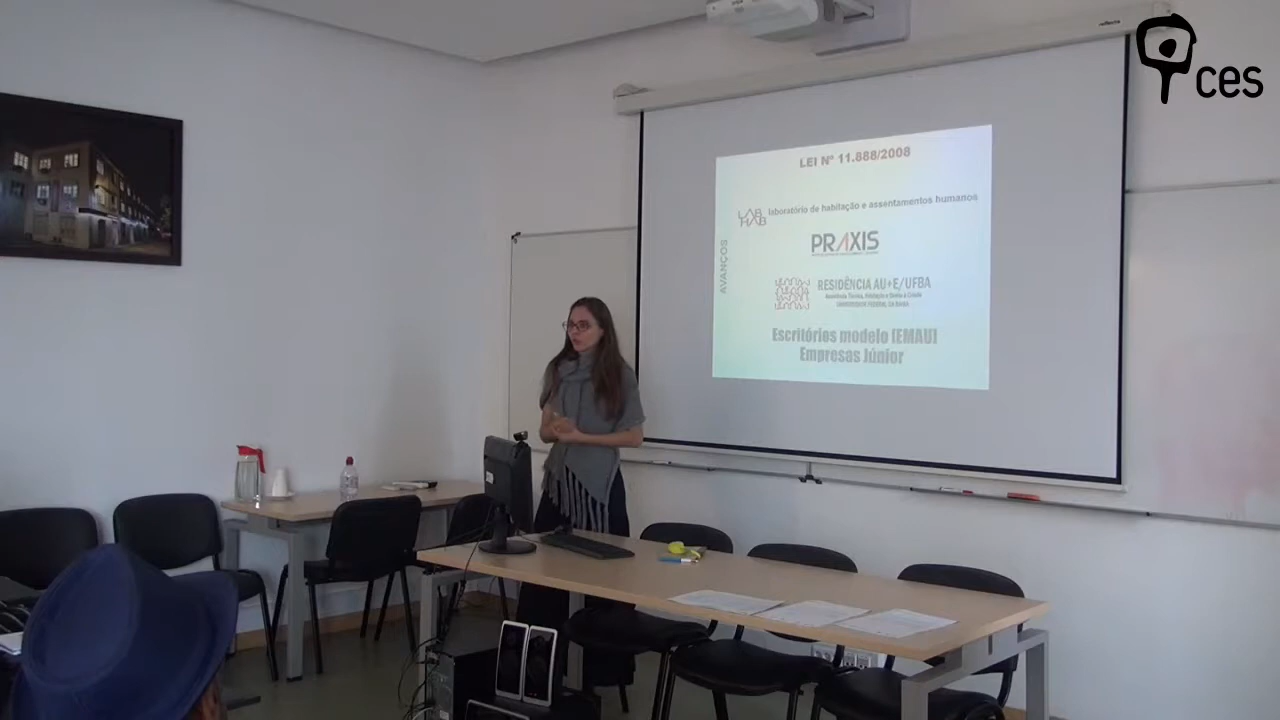 ces
LEI Nº 11.888/2008
LAB HAB laboratório de habitação e assentamentos humanos
AVANÇOS
PRAXIS
RESIDÊNCIA AU+E/UFBA
Escritórios modelo (EMAU)
Empresas Júnior